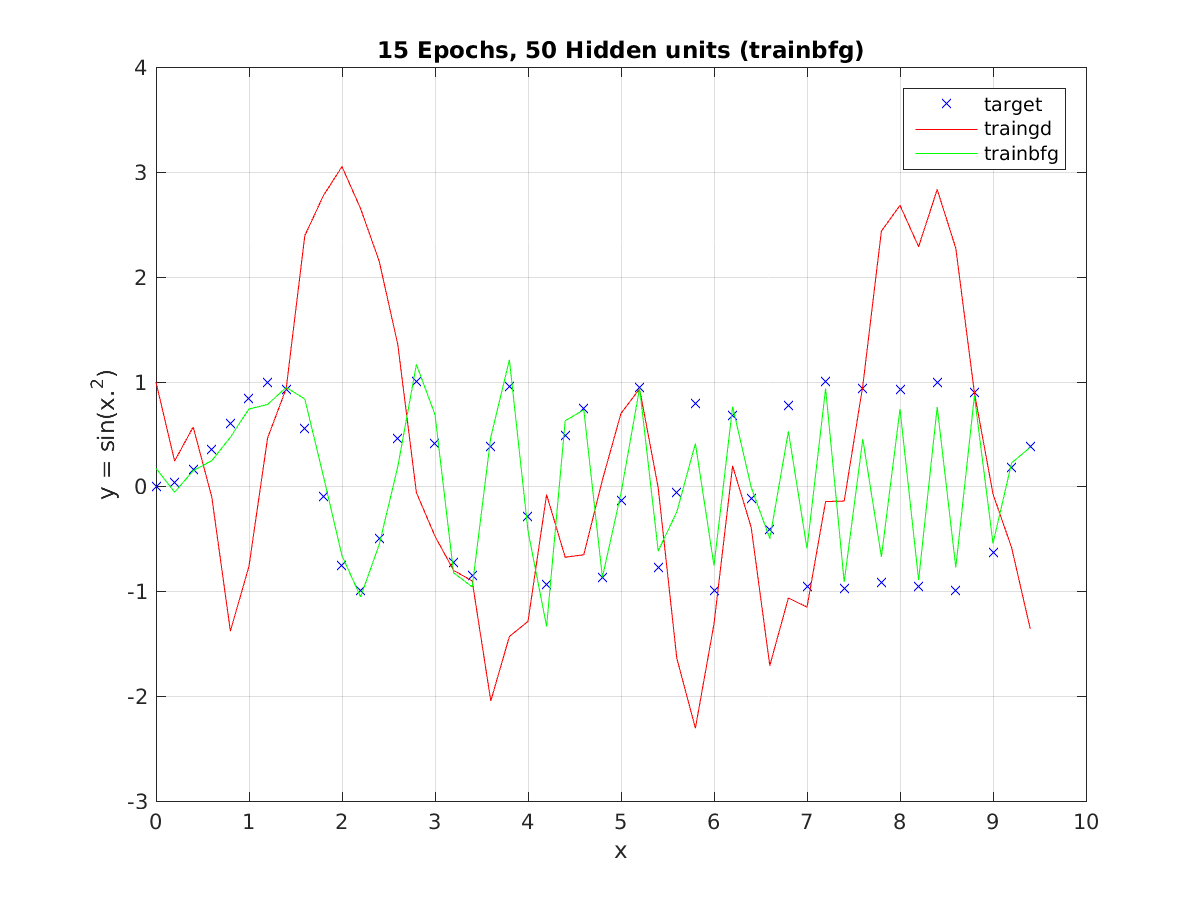 15 Epochs, 50 Hidden units (trainbfg)
target
traingd
trainbfg
y = sin(x.²)
4
3
2
1
0
-1
-2
-3
0 1 2 3 4 5 6 7 8 9 10
x